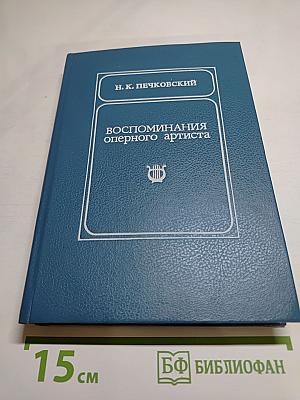 Н. К. ПЕЧКОВСКИЙ
ВОСПОМИНАНИЯ
оперного артиста
15 см
БФ БИБЛИОФАН